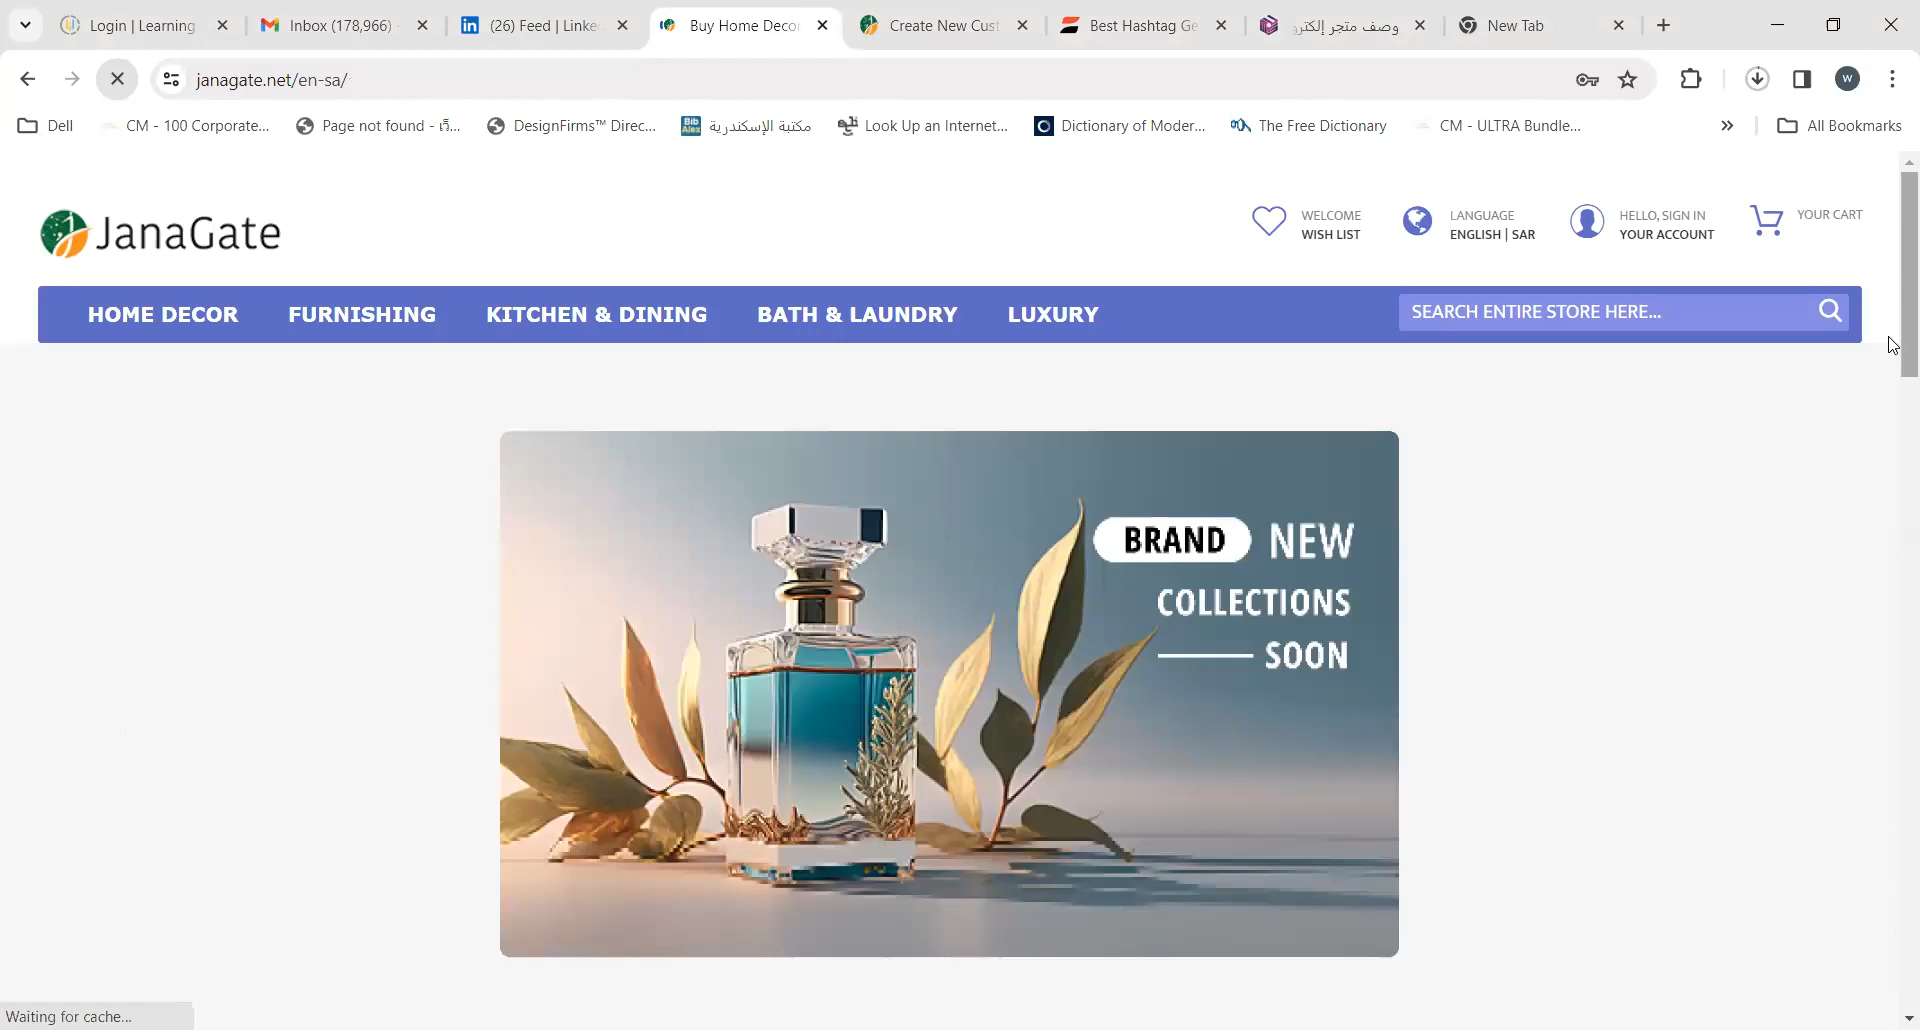 Login | Learning
Inbox (178,966)
(26) Feed | Linke
Buy Home Decor
Create New Cust
Best Hashtag Ge
وصف متجر إلكترو
New Tab
janagate.net/en-sa/
W
Dell
CM - 100 Corporate...
Page not found -
DesignFirms™ Direc...
Bib
Alex
مكتبة الإسكندرية
Look Up an Internet...
Dictionary of Moder...
The Free Dictionary
CM - ULTRA Bundle...
All Bookmarks
JanaGate
WELCOME
WISH LIST
LANGUAGE
ENGLISH | SAR
HELLO, SIGN IN
YOUR ACCOUNT
YOUR CART
HOME DECOR
FURNISHING
KITCHEN & DINING
BATH & LAUNDRY
LUXURY
SEARCH ENTIRE STORE HERE...
BRAND NEW
COLLECTIONS
SOON
Waiting for cache...